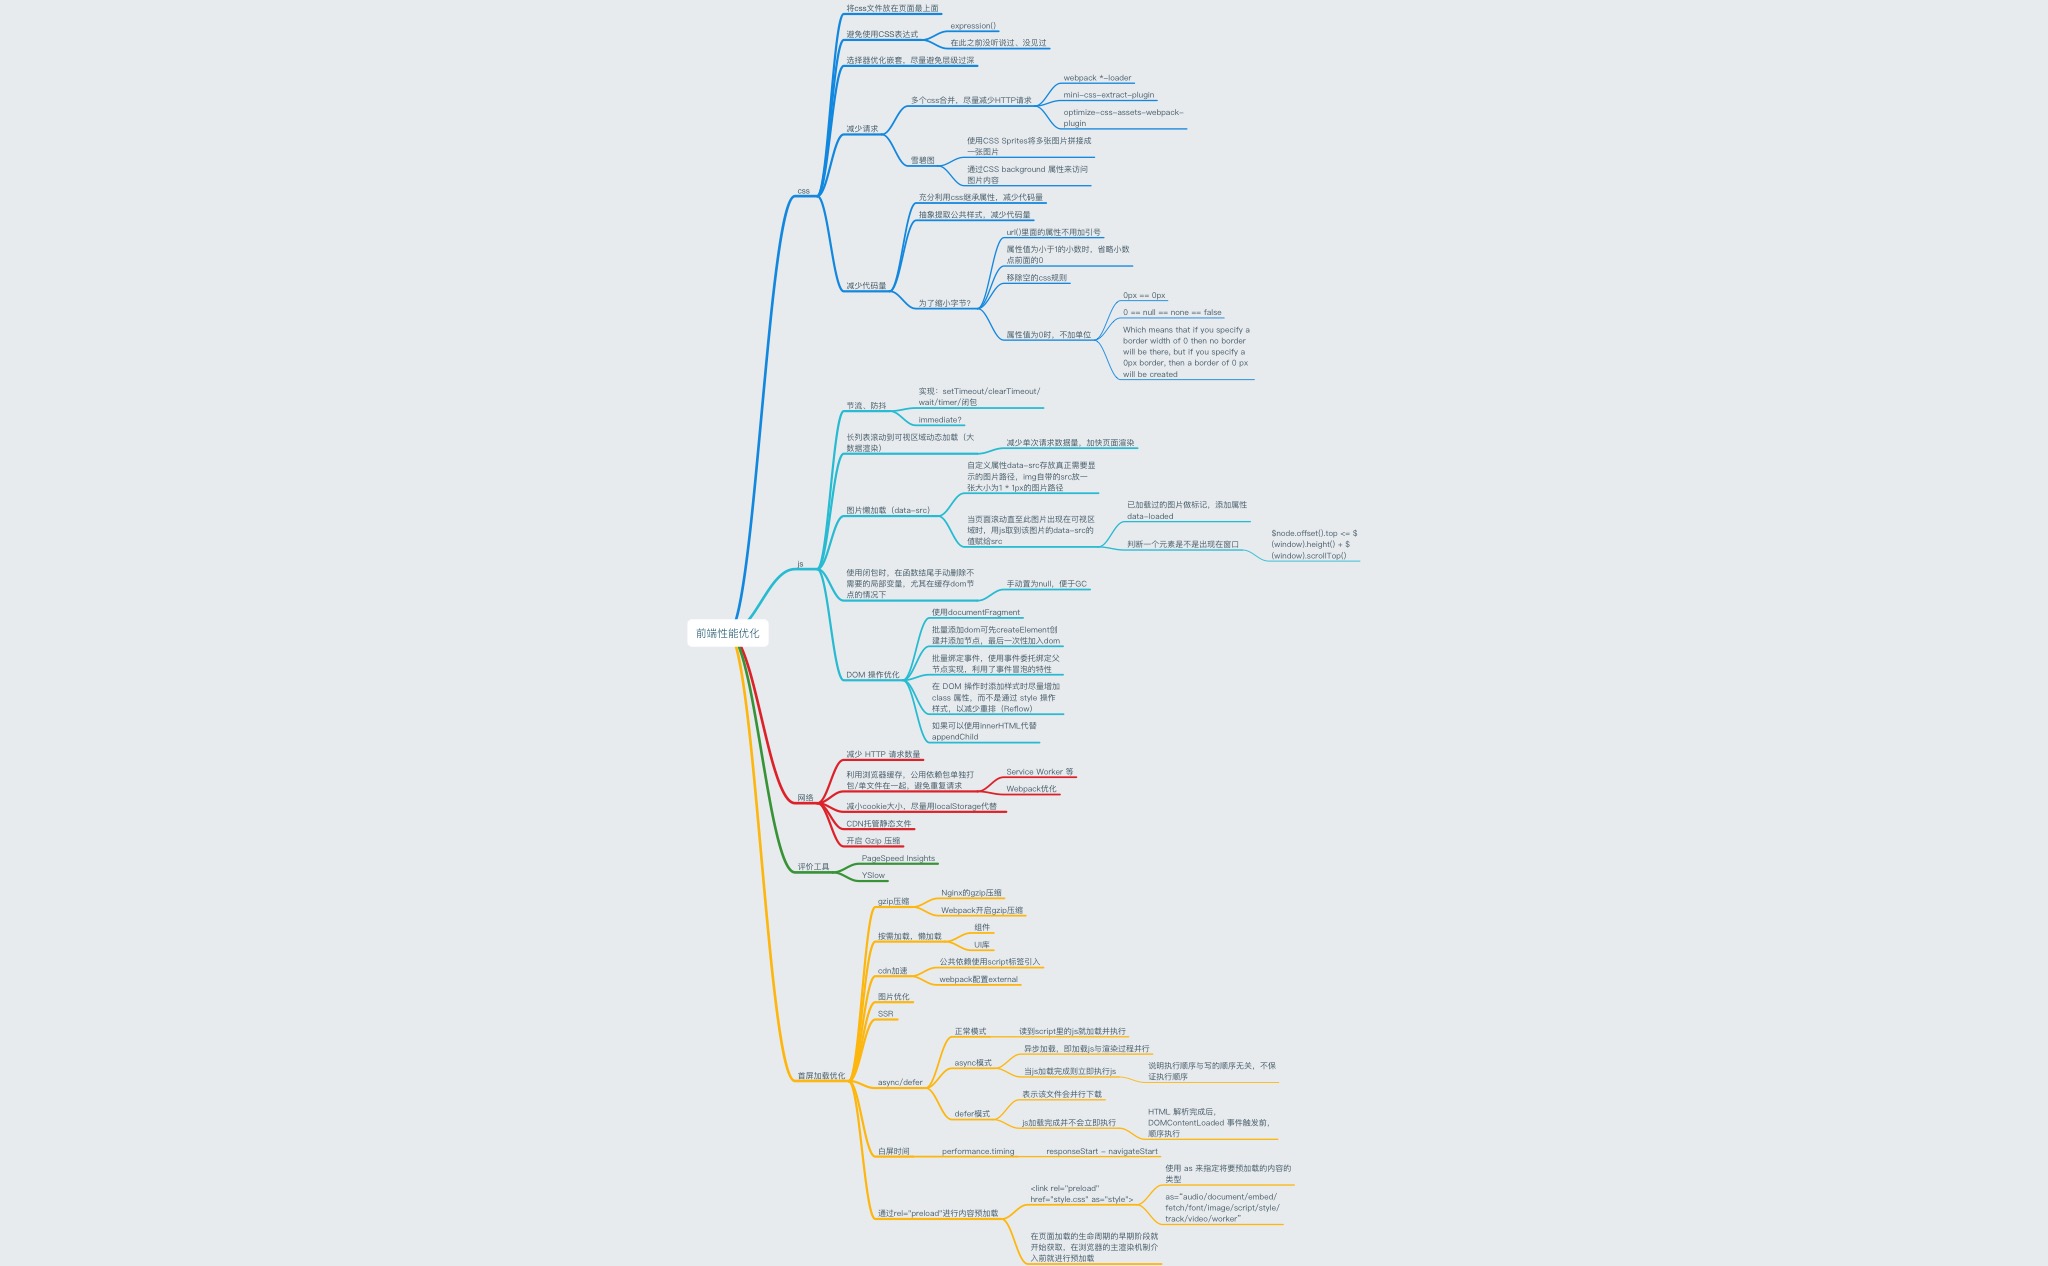 将css文件放在页面最上面
避免使用CSS表达式
expression()
在此之前没听说过、没见过
选择器优化嵌套，尽量避免层级过深
减少请求
多个css合并，尽量减少HTTP请求
webpack *-loader
mini-css-extract-plugin
optimize-css-assets-webpack-
plugin
雪碧图
使用CSS Sprites将多张图片拼接成
一张图片
通过CSS background 属性来访问
图片内容
css
减少代码量
充分利用css继承属性，减少代码量
抽象提取公共样式，减少代码量
为了缩小字节？
url()里面的属性不用加引号
属性值为小于1的小数时，省略小数
点前面的0
移除空的css规则
属性值为0时，不加单位
0px == 0px
0 == null == none == false
Which means that if you specify a
border width of 0 then no border
will be there, but if you specify a
0px border, then a border of 0 px
will be created
节流、防抖
实现：setTimeout/clearTimeout/
wait/timer/闭包
immediate?
长列表滚动到可视区域动态加载（大
数据渲染）
减少单次请求数据量，加快页面渲染
图片懒加载（data-src）
自定义属性data-src存放真正需要显
示的图片路径，img自带的src放一
张大小为1 * 1px的图片路径
当页面滚动直至此图片出现在可视区
域时，用js取到该图片的data-src的
值赋给src
已加载过的图片做标记，添加属性
data-loaded
判断一个元素是不是出现在窗口
$node.offset().top <= $
(window).height() + $
(window).scrollTop()
js
使用闭包时，在函数结尾手动删除不
需要的局部变量，尤其在缓存dom节
点的情况下
手动置为null，便于GC
DOM 操作优化
使用documentFragment
批量添加dom可先createElement创
建并添加节点，最后一次性加入dom
批量绑定事件，使用事件委托绑定父
节点实现，利用了事件冒泡的特性
在 DOM 操作时添加样式时尽量增加
class 属性，而不是通过 style 操作
样式，以减少重排（Reflow）
如果可以使用innerHTML代替
appendChild
前端性能优化
网络
减少 HTTP 请求数量
利用浏览器缓存，公用依赖包单独打
包/单文件在一起，避免重复请求
Service Worker 等
Webpack优化
减小cookie大小，尽量用localStorage代替
CDN托管静态文件
开启 Gzip 压缩
评价工具
PageSpeed Insights
YSlow
首屏加载优化
gzip压缩
Nginx的gzip压缩
Webpack开启gzip压缩
按需加载，懒加载
组件
UI库
cdn加速
公共依赖使用script标签引入
webpack配置external
图片优化
SSR
async/defer
正常模式
读到script里的js就加载并执行
async模式
异步加载，即加载js与渲染过程并行
当js加载完成则立即执行js
说明执行顺序与写的顺序无关，不保
证执行顺序
defer模式
表示该文件会并行下载
js加载完成并不会立即执行
HTML 解析完成后，
DOMContentLoaded 事件触发前，
顺序执行
白屏时间
performance.timing
responseStart - navigateStart
通过rel="preload"进行内容预加载
<link rel="preload"
href="style.css" as="style">
使用 as 来指定将要预加载的内容的
类型
as="audio/document/embed/
fetch/font/image/script/style/
track/video/worker"
在页面加载的生命周期的早期阶段就
开始获取，在浏览器的主渲染机制介
入前就进行预加载